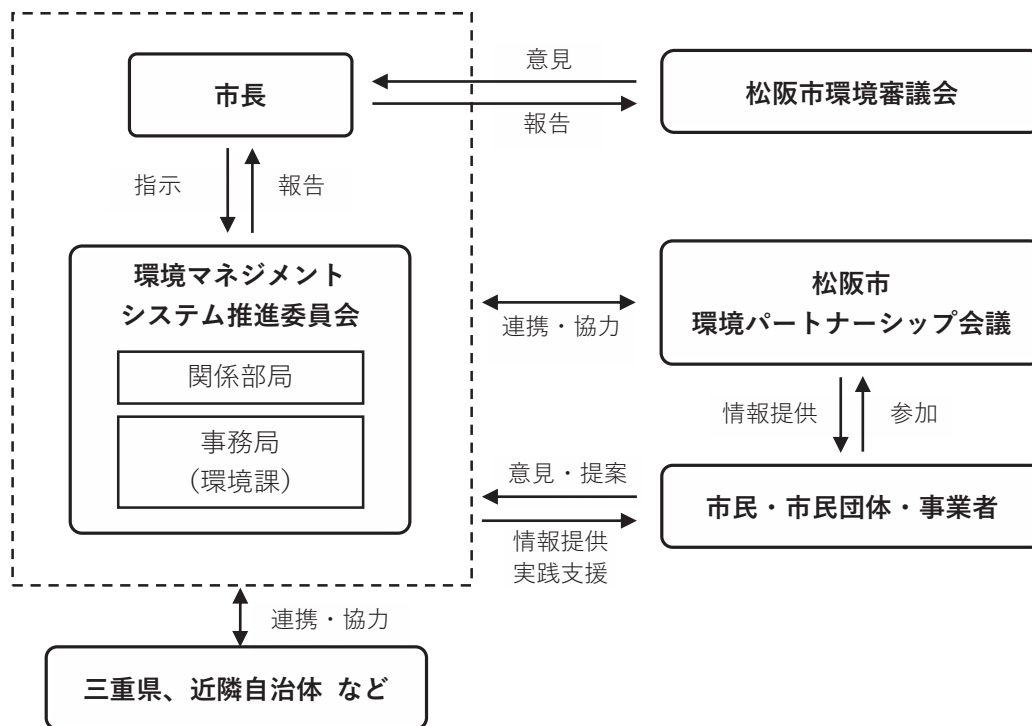 市長
意見
報告
松阪市環境審議会
指示
報告
環境マネジメント
システム推進委員会
関係部局
事務局
（環境課）
連携・協力
松阪市
環境パートナーシップ会議
情報提供
参加
意見・提案
情報提供
実践支援
市民・市民団体・事業者
連携・協力
三重県、近隣自治体 など